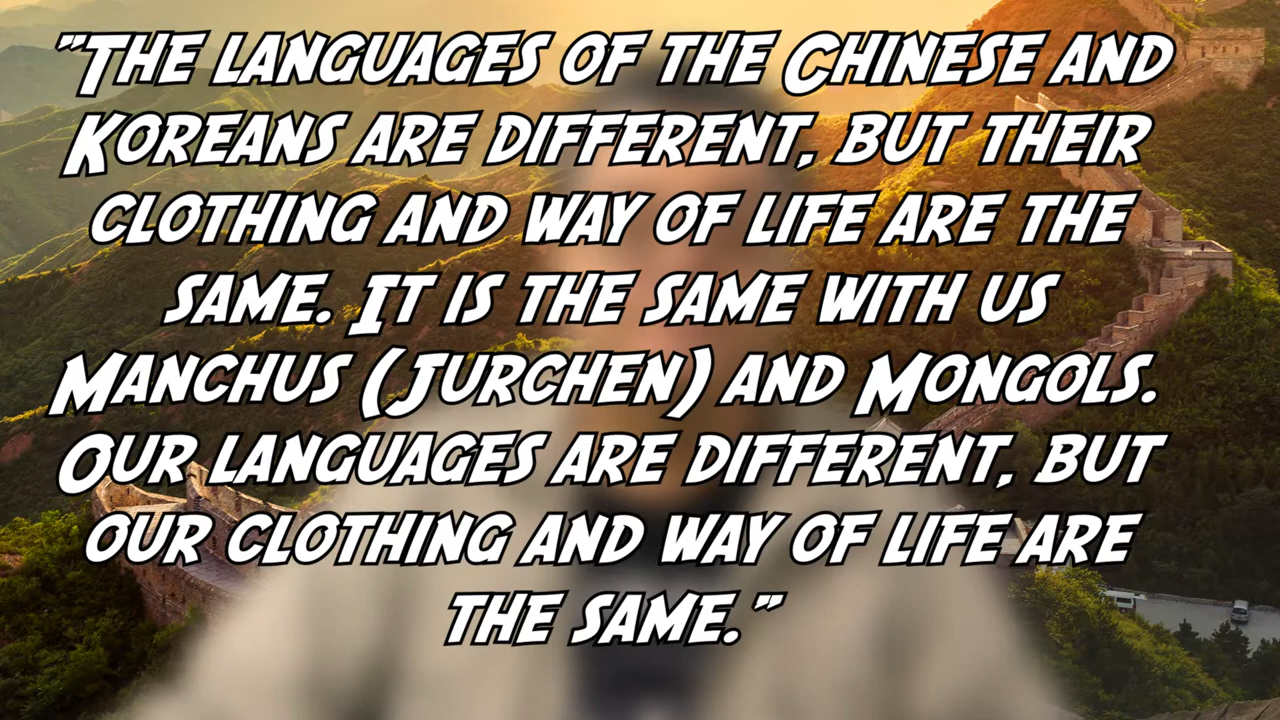 "The languages of the Chinese and
Koreans are different, but their
clothing and way of life are the
same. It is the same with us
Manchus (Jurchen) and Mongols.
Our languages are different, but
our clothing and way of life are
the same."